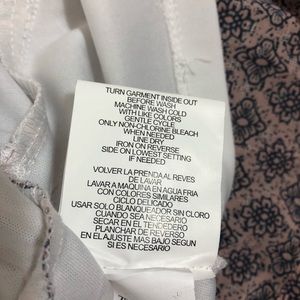 TURN GARMENT INSIDE OUT
BEFORE WASH
MACHINE WASH COLD
WITH LIKE COLORS
GENTLE CYCLE
ONLY NON-CHLORINE BLEACH
WHEN NEEDED
LINE DRY
IRON ON REVERSE
SIDE ON LOWEST SETTING
IF NEEDED
VOLVER LA PRENDA AL REVES
DE LAVAR
LAVAR A MAQUINA EN AGUA FRIA
CON COLORES SIMILARES
CICLO DELICADO
USAR SOLO BLANQUEADOR SIN CLORO
CUANDO SEA NECESARIO
SECAR EN EL TENDEDERO
PLANCHAR DE REVERSO
EN EL AJUSTE MAS BAJO SEGUN
SI ES NECESARIO